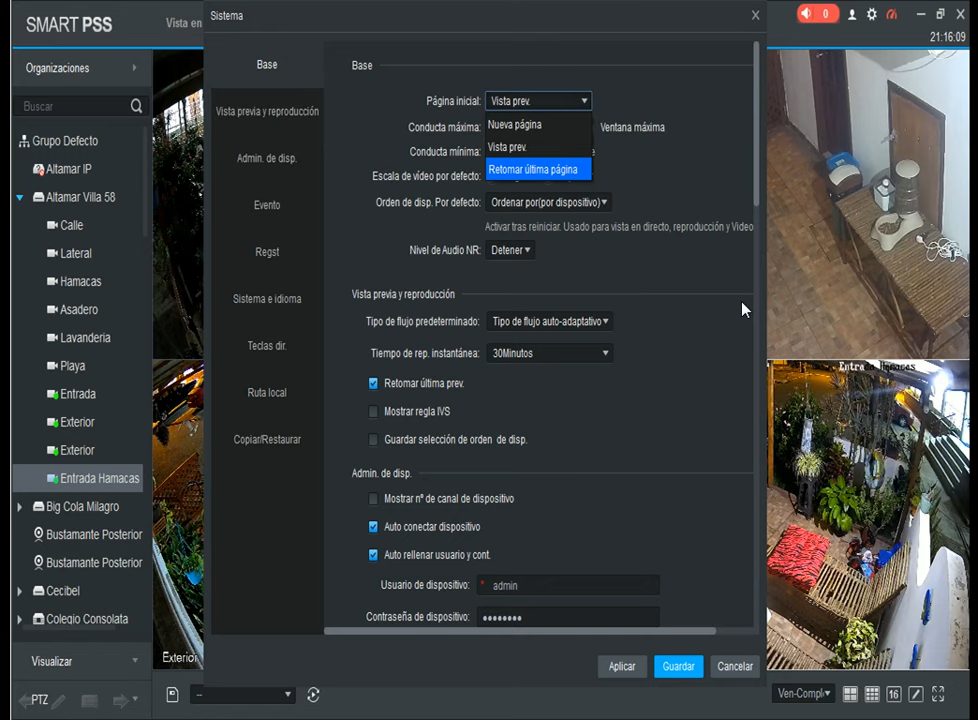 SMART PSS
Vista en
Sistema
0
21:16:09
Organizaciones
Buscar
Grupo Defecto
Altamar IP
Altamar Villa 58
Calle
Lateral
Hamacas
Asadero
Lavanderia
Playa
Entrada
Exterior
Exterior
Entrada Hamacas
Big Cola Milagro
Bustamante Posterior
Bustamante Posterior
Cecibel
Colegio Consolata
Visualizar
PTZ
Base
Vista previa y reproducción
Admin. de disp.
Evento
Regst
Sistema e idioma
Teclas dir.
Ruta local
Copiar/Restaurar
Base
Página inicial: Vista prev.
Nueva página
Vista prev.
Retomar última página
Conducta máxima: Ventana máxima
Conducta mínima:
Escala de vídeo por defecto:
Orden de disp. Por defecto: Ordenar por(por dispositivo)
Activar tras reiniciar. Usado para vista en directo, reproducción y Video
Nivel de Audio NR: Detener
Vista previa y reproducción
Tipo de flujo predeterminado: Tipo de flujo auto-adaptativo
Tiempo de rep. instantánea: 30Minutos
Retomar última prev.
Mostrar regla IVS
Guardar selección de orden de disp.
Admin. de disp.
Mostrar nº de canal de dispositivo
Auto conectar dispositivo
Auto rellenar usuario y cont.
Usuario de dispositivo: * admin
Contraseña de dispositivo: ●●●●●●●●
Aplicar Guardar Cancelar
Entrada Hamacas
Exterior
--
Ven-Compl
16